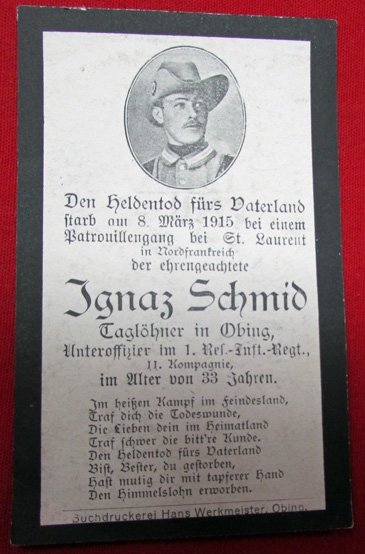 Den Heldentod fürs Vaterland
starb am 8. März 1915 bei einem
Patrouillengang bei St. Laurent
in Nordfrankreich
der ehrengeachtete
Ignaz Schmid
Taglöhner in Obing,
Unteroffizier im 1. Res.-Inft.-Regt.,
11. Kompagnie,
im Alter von 33 Jahren.
Im heißen Kampf im Feindesland,
Traf dich die Todeswunde,
Die Lieben dein im Heimatland
Traf schwer die bitt're Kunde.
Den Heldentod fürs Vaterland
Bist, Bester, du gestorben,
Hast mutig dir mit tapferer Hand
Den Himmelslohn erworben.
Buchdruckerei Hans Werkmeister, Obing.